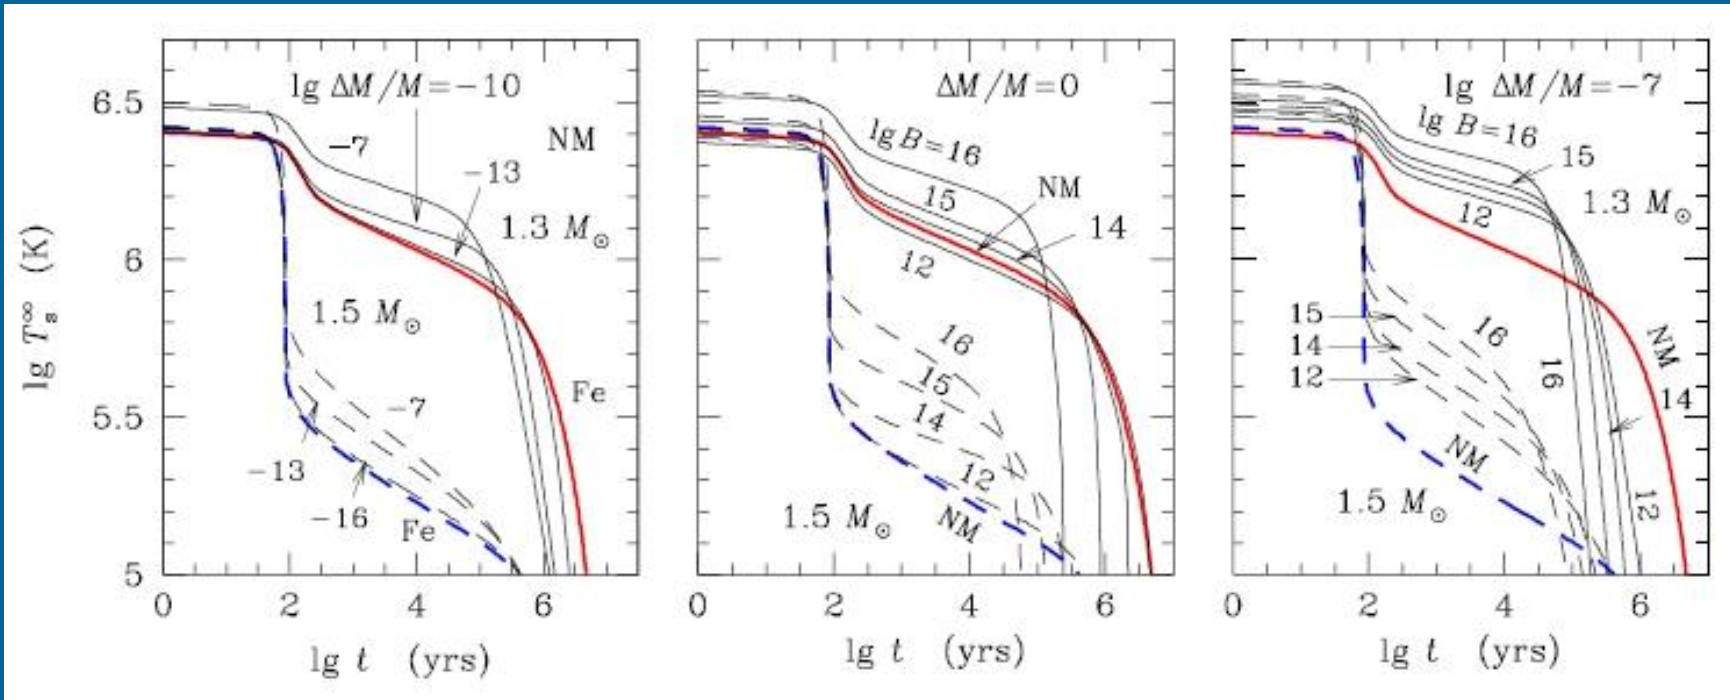 lg ΔM/M=−10
NM
−7
−13
1.3 M⊙
1.5 M⊙
Fe
−7
−13
−16
Fe
6.5
6
5.5
5
lg Ts∞ (K)
0 2 4 6
lg t (yrs)
ΔM/M=0
lg B=16
15
NM
14
12
16
15
14
12
NM
1.5 M⊙
0 2 4 6
lg t (yrs)
lg ΔM/M=−7
lg B=16
15
1.3 M⊙
12
15
14
12
16
16
NM
14
12
NM
1.5 M⊙
0 2 4 6
lg t (yrs)